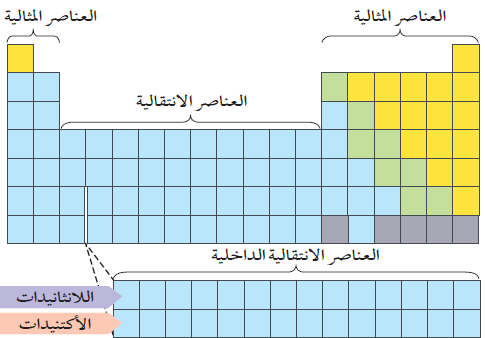 العناصر المثالية
العناصر المثالية
العناصر الانتقالية
العناصر الانتقالية الداخلية
اللانثانيدات
الأكتنيدات